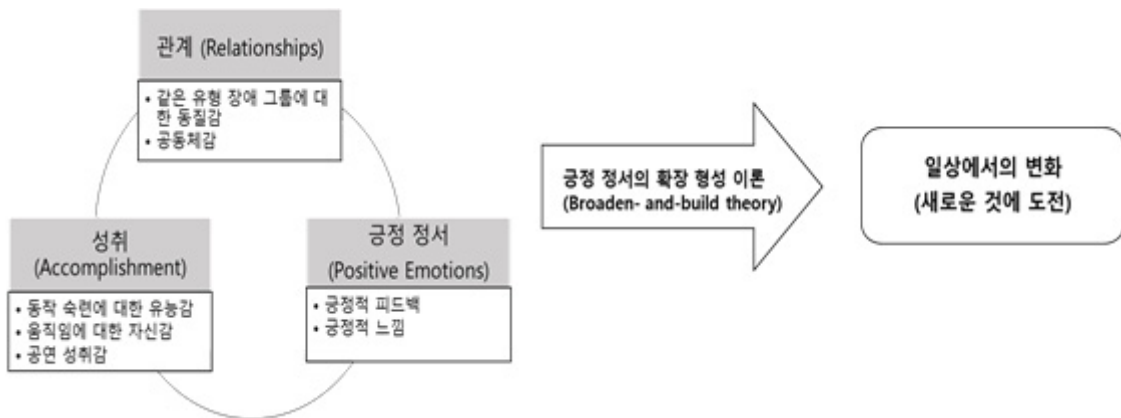 관계 (Relationships)
• 같은 유형 장애 그룹에 대
한 동질감
• 공동체감
성취
(Accomplishment)
• 동작 숙련에 대한 유능감
• 움직임에 대한 자신감
• 공연 성취감
긍정 정서
(Positive Emotions)
• 긍정적 피드백
• 긍정적 느낌
긍정 정서의 확장 형성 이론
(Broaden- and-build theory)
일상에서의 변화
(새로운 것에 도전)